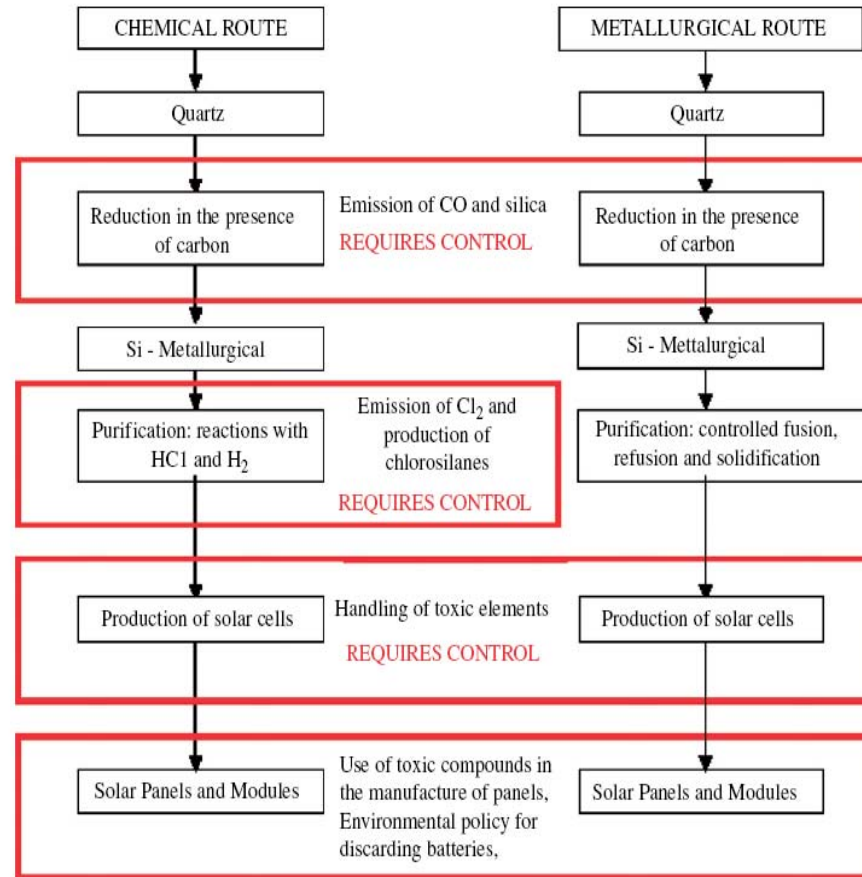 CHEMICAL ROUTE
METALLURGICAL ROUTE
Quartz
Quartz
Reduction in the presence
of carbon
Emission of CO and silica
REQUIRES CONTROL
Reduction in the presence
of carbon
Si - Metallurgical
Si - Mettalurgical
Purification: reactions with
HC1 and H₂
Emission of Cl₂ and
production of
chlorosilanes
REQUIRES CONTROL
Purification: controlled fusion,
refusion and solidification
Production of solar cells
Handling of toxic elements
REQUIRES CONTROL
Production of solar cells
Solar Panels and Modules
Use of toxic compounds in
the manufacture of panels,
Environmental policy for
discarding batteries,
Solar Panels and Modules